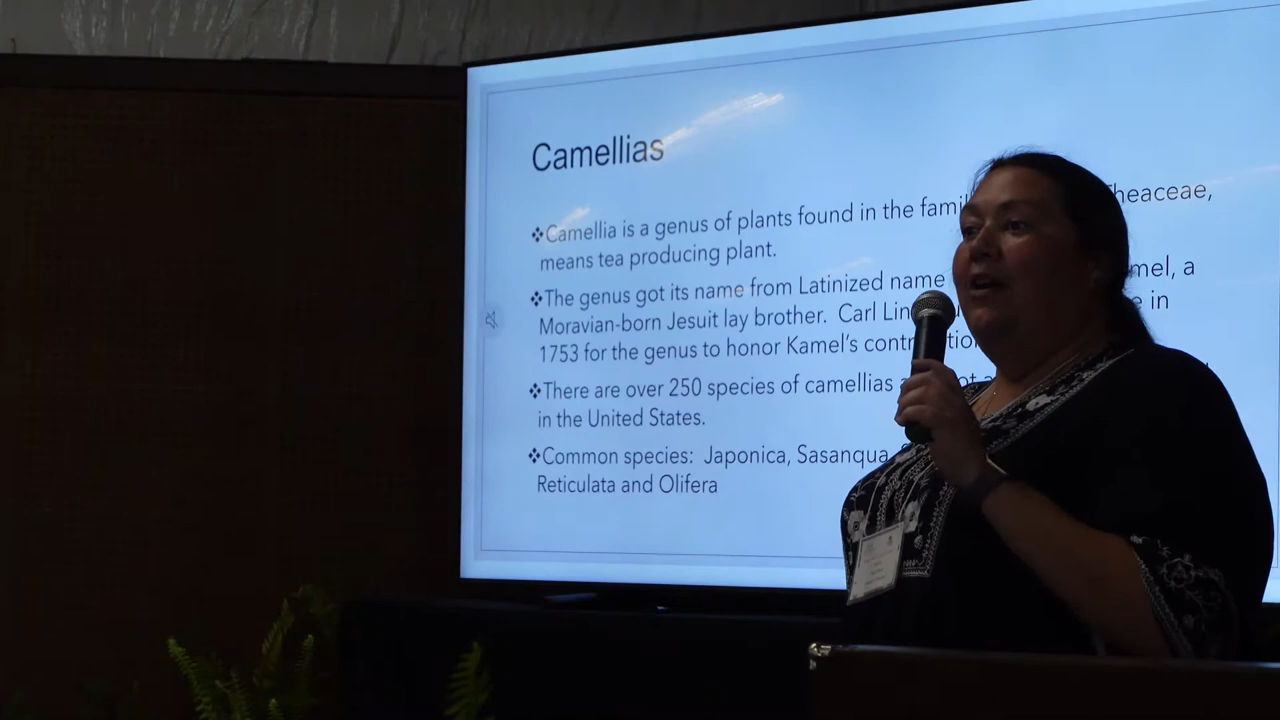 Camellias
❖Camellia is a genus of plants found in the famil heaceae,
means tea producing plant.
❖The genus got its name from Latinized name mel, a
Moravian-born Jesuit lay brother. Carl Lin e in
1753 for the genus to honor Kamel's contr tio
❖There are over 250 species of camellias ot
in the United States.
❖Common species: Japonica, Sasanqua,
Reticulata and Olifera